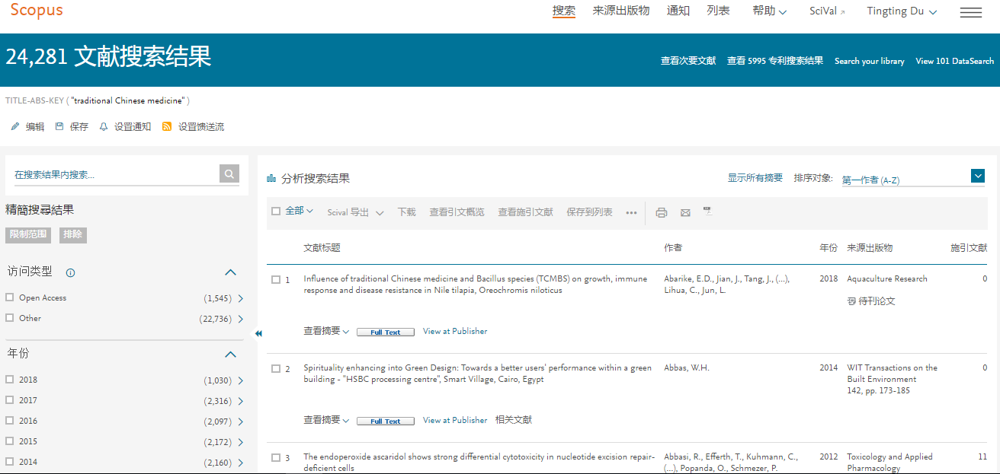 Scopus
搜索 来源出版物 通知 列表 帮助 SciVal Tingting Du
24,281 文献搜索结果
查看次要文献 查看 5995 专利搜索结果 Search your library View 101 DataSearch
TITLE-ABS-KEY ( "traditional Chinese medicine" )
编辑 保存 设置通知 设置馈送流
在搜索结果内搜索...
精簡搜尋結果
限制范围 排除
访问类型
Open Access (1,545)
Other (22,736)
年份
2018 (1,030)
2017 (2,316)
2016 (2,097)
2015 (2,172)
2014 (2,160)
分析搜索结果 显示所有摘要 排序对象: 第一作者 (A-Z)
全部 Scival 导出 下载 查看引文概览 查看施引文献 保存到列表 •••
文献标题 作者 年份 来源出版物 施引文献
1 Influence of traditional Chinese medicine and Bacillus species (TCMBS) on growth, immune Abarike, E.D., Jian, J., Tang, J., (...), 2018 Aquaculture Research 0
response and disease resistance in Nile tilapia, Oreochromis niloticus Lihua, C., Jun, L.
待刊论文
查看摘要 Full Text View at Publisher
2 Spirituality enhancing into Green Design: Towards a better users' performance within a green Abbas, W.H. 2014 WIT Transactions on the 0
building - "HSBC processing centre", Smart Village, Cairo, Egypt Built Environment
142, pp. 173-185
查看摘要 Full Text View at Publisher 相关文献
3 The endoperoxide ascaridol shows strong differential cytotoxicity in nucleotide excision repair- Abbasi, R., Efferth, T., Kuhmann, C., 2012 Toxicology and Applied 11
deficient cells (...), Popanda, O., Schmezer, P. Pharmacology